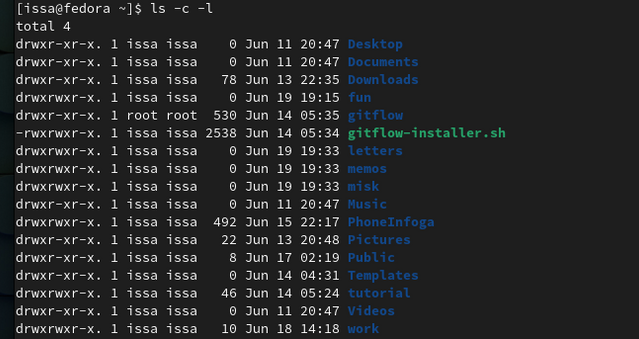 [issa@fedora ~]$ ls -c -l
total 4
drwxr-xr-x. 1 issa issa    0 Jun 11 20:47 Desktop
drwxr-xr-x. 1 issa issa    0 Jun 11 20:47 Documents
drwxr-xr-x. 1 issa issa   78 Jun 13 22:35 Downloads
drwxrwxr-x. 1 issa issa    0 Jun 19 19:15 fun
drwxr-xr-x. 1 root root  530 Jun 14 05:35 gitflow
-rwxrwxr-x. 1 issa issa 2538 Jun 14 05:34 gitflow-installer.sh
drwxrwxr-x. 1 issa issa    0 Jun 19 19:33 letters
drwxrwxr-x. 1 issa issa    0 Jun 19 19:33 memos
drwxrwxr-x. 1 issa issa    0 Jun 19 19:33 misk
drwxr-xr-x. 1 issa issa    0 Jun 11 20:47 Music
drwxrwxr-x. 1 issa issa  492 Jun 15 22:17 PhoneInfoga
drwxr-xr-x. 1 issa issa   22 Jun 13 20:48 Pictures
drwxr-xr-x. 1 issa issa    8 Jun 17 02:19 Public
drwxr-xr-x. 1 issa issa    0 Jun 14 04:31 Templates
drwxrwxr-x. 1 issa issa   46 Jun 14 05:24 tutorial
drwxr-xr-x. 1 issa issa    0 Jun 11 20:47 Videos
drwxrwxr-x. 1 issa issa   10 Jun 18 14:18 work